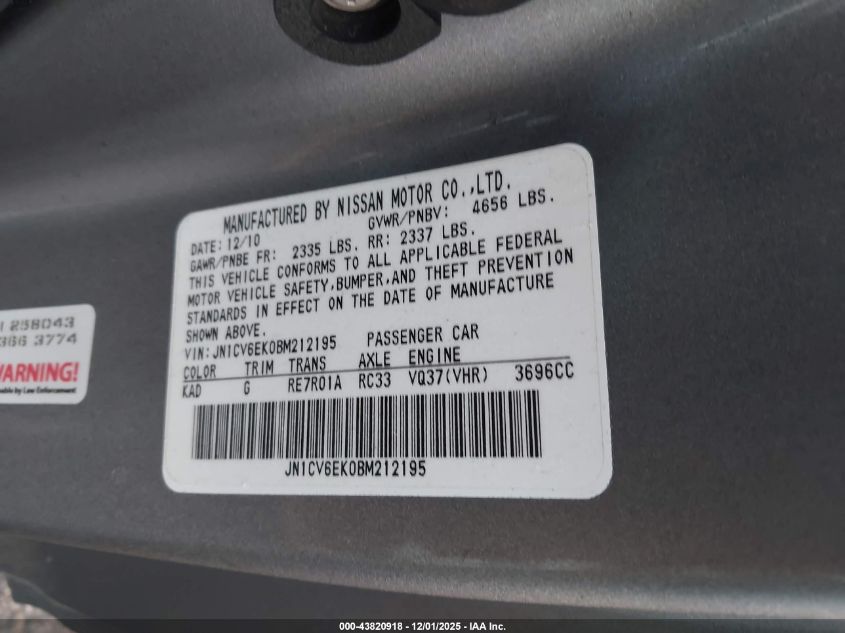 MANUFACTURED BY NISSAN MOTOR CO.,LTD.
DATE: 12/10 GVWR/PNBV: 4656 LBS.
GAWR/PNBE FR: 2335 LBS. RR: 2337 LBS.
THIS VEHICLE CONFORMS TO ALL APPLICABLE FEDERAL
MOTOR VEHICLE SAFETY,BUMPER,AND THEFT PREVENTION
STANDARDS IN EFFECT ON THE DATE OF MANUFACTURE
SHOWN ABOVE.
VIN: JN1CV6EK0BM212195 PASSENGER CAR
COLOR TRIM TRANS AXLE ENGINE
KAD G RE7R01A RC33 VQ37(VHR) 3696CC
JN1CV6EK0BM212195
258043
366 3774
WARNING!
by Law Enforcement
000-43820918 - 12/01/2025 - IAA Inc.